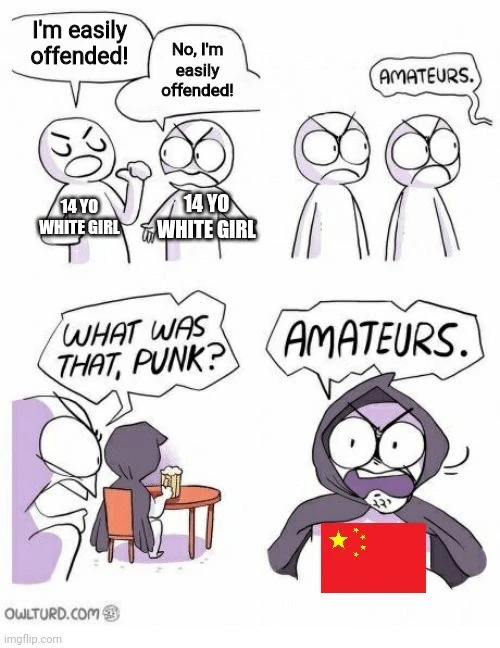 I'm easily
offended!
No, I'm
easily
offended!
14 YO
WHITE GIRL
14 YO
WHITE GIRL
AMATEURS.
WHAT WAS
THAT, PUNK?
AMATEURS.
OWLTURD.COM
imgflip.com